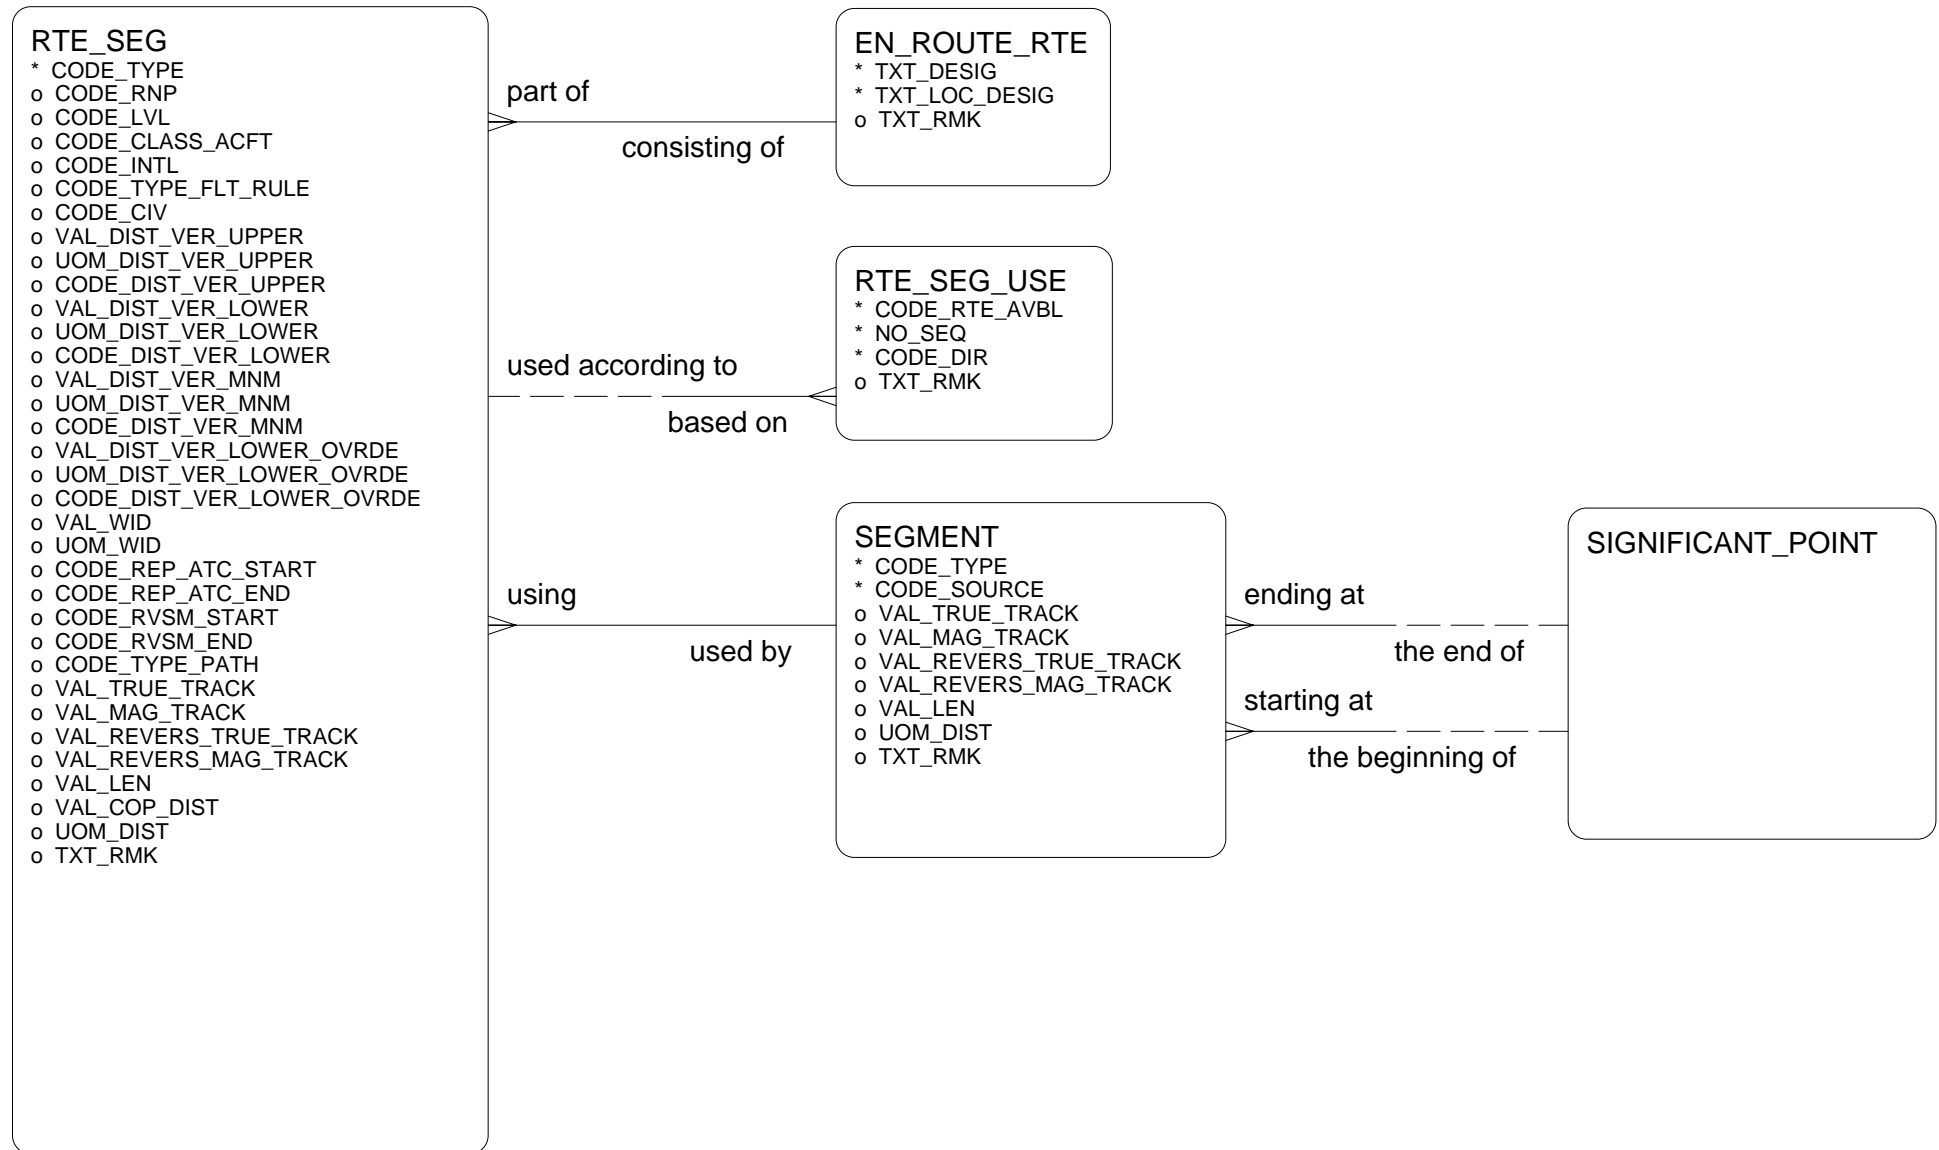 RTE_SEG
* CODE_TYPE
o CODE_RNP
o CODE_LVL
o CODE_CLASS_ACFT
o CODE_INTL
o CODE_TYPE_FLT_RULE
o CODE_CIV
o VAL_DIST_VER_UPPER
o UOM_DIST_VER_UPPER
o CODE_DIST_VER_UPPER
o VAL_DIST_VER_LOWER
o UOM_DIST_VER_LOWER
o CODE_DIST_VER_LOWER
o VAL_DIST_VER_MNM
o UOM_DIST_VER_MNM
o CODE_DIST_VER_MNM
o VAL_DIST_VER_LOWER_OVRDE
o UOM_DIST_VER_LOWER_OVRDE
o CODE_DIST_VER_LOWER_OVRDE
o VAL_WID
o UOM_WID
o CODE_REP_ATC_START
o CODE_REP_ATC_END
o CODE_RVSM_START
o CODE_RVSM_END
o CODE_TYPE_PATH
o VAL_TRUE_TRACK
o VAL_MAG_TRACK
o VAL_REVERS_TRUE_TRACK
o VAL_REVERS_MAG_TRACK
o VAL_LEN
o VAL_COP_DIST
o UOM_DIST
o TXT_RMK
part of
consisting of
EN_ROUTE_RTE
* TXT_DESIG
* TXT_LOC_DESIG
o TXT_RMK
used according to
based on
RTE_SEG_USE
* CODE_RTE_AVBL
* NO_SEQ
* CODE_DIR
o TXT_RMK
using
used by
SEGMENT
* CODE_TYPE
* CODE_SOURCE
o VAL_TRUE_TRACK
o VAL_MAG_TRACK
o VAL_REVERS_TRUE_TRACK
o VAL_REVERS_MAG_TRACK
o VAL_LEN
o UOM_DIST
o TXT_RMK
ending at
the end of
starting at
the beginning of
SIGNIFICANT_POINT